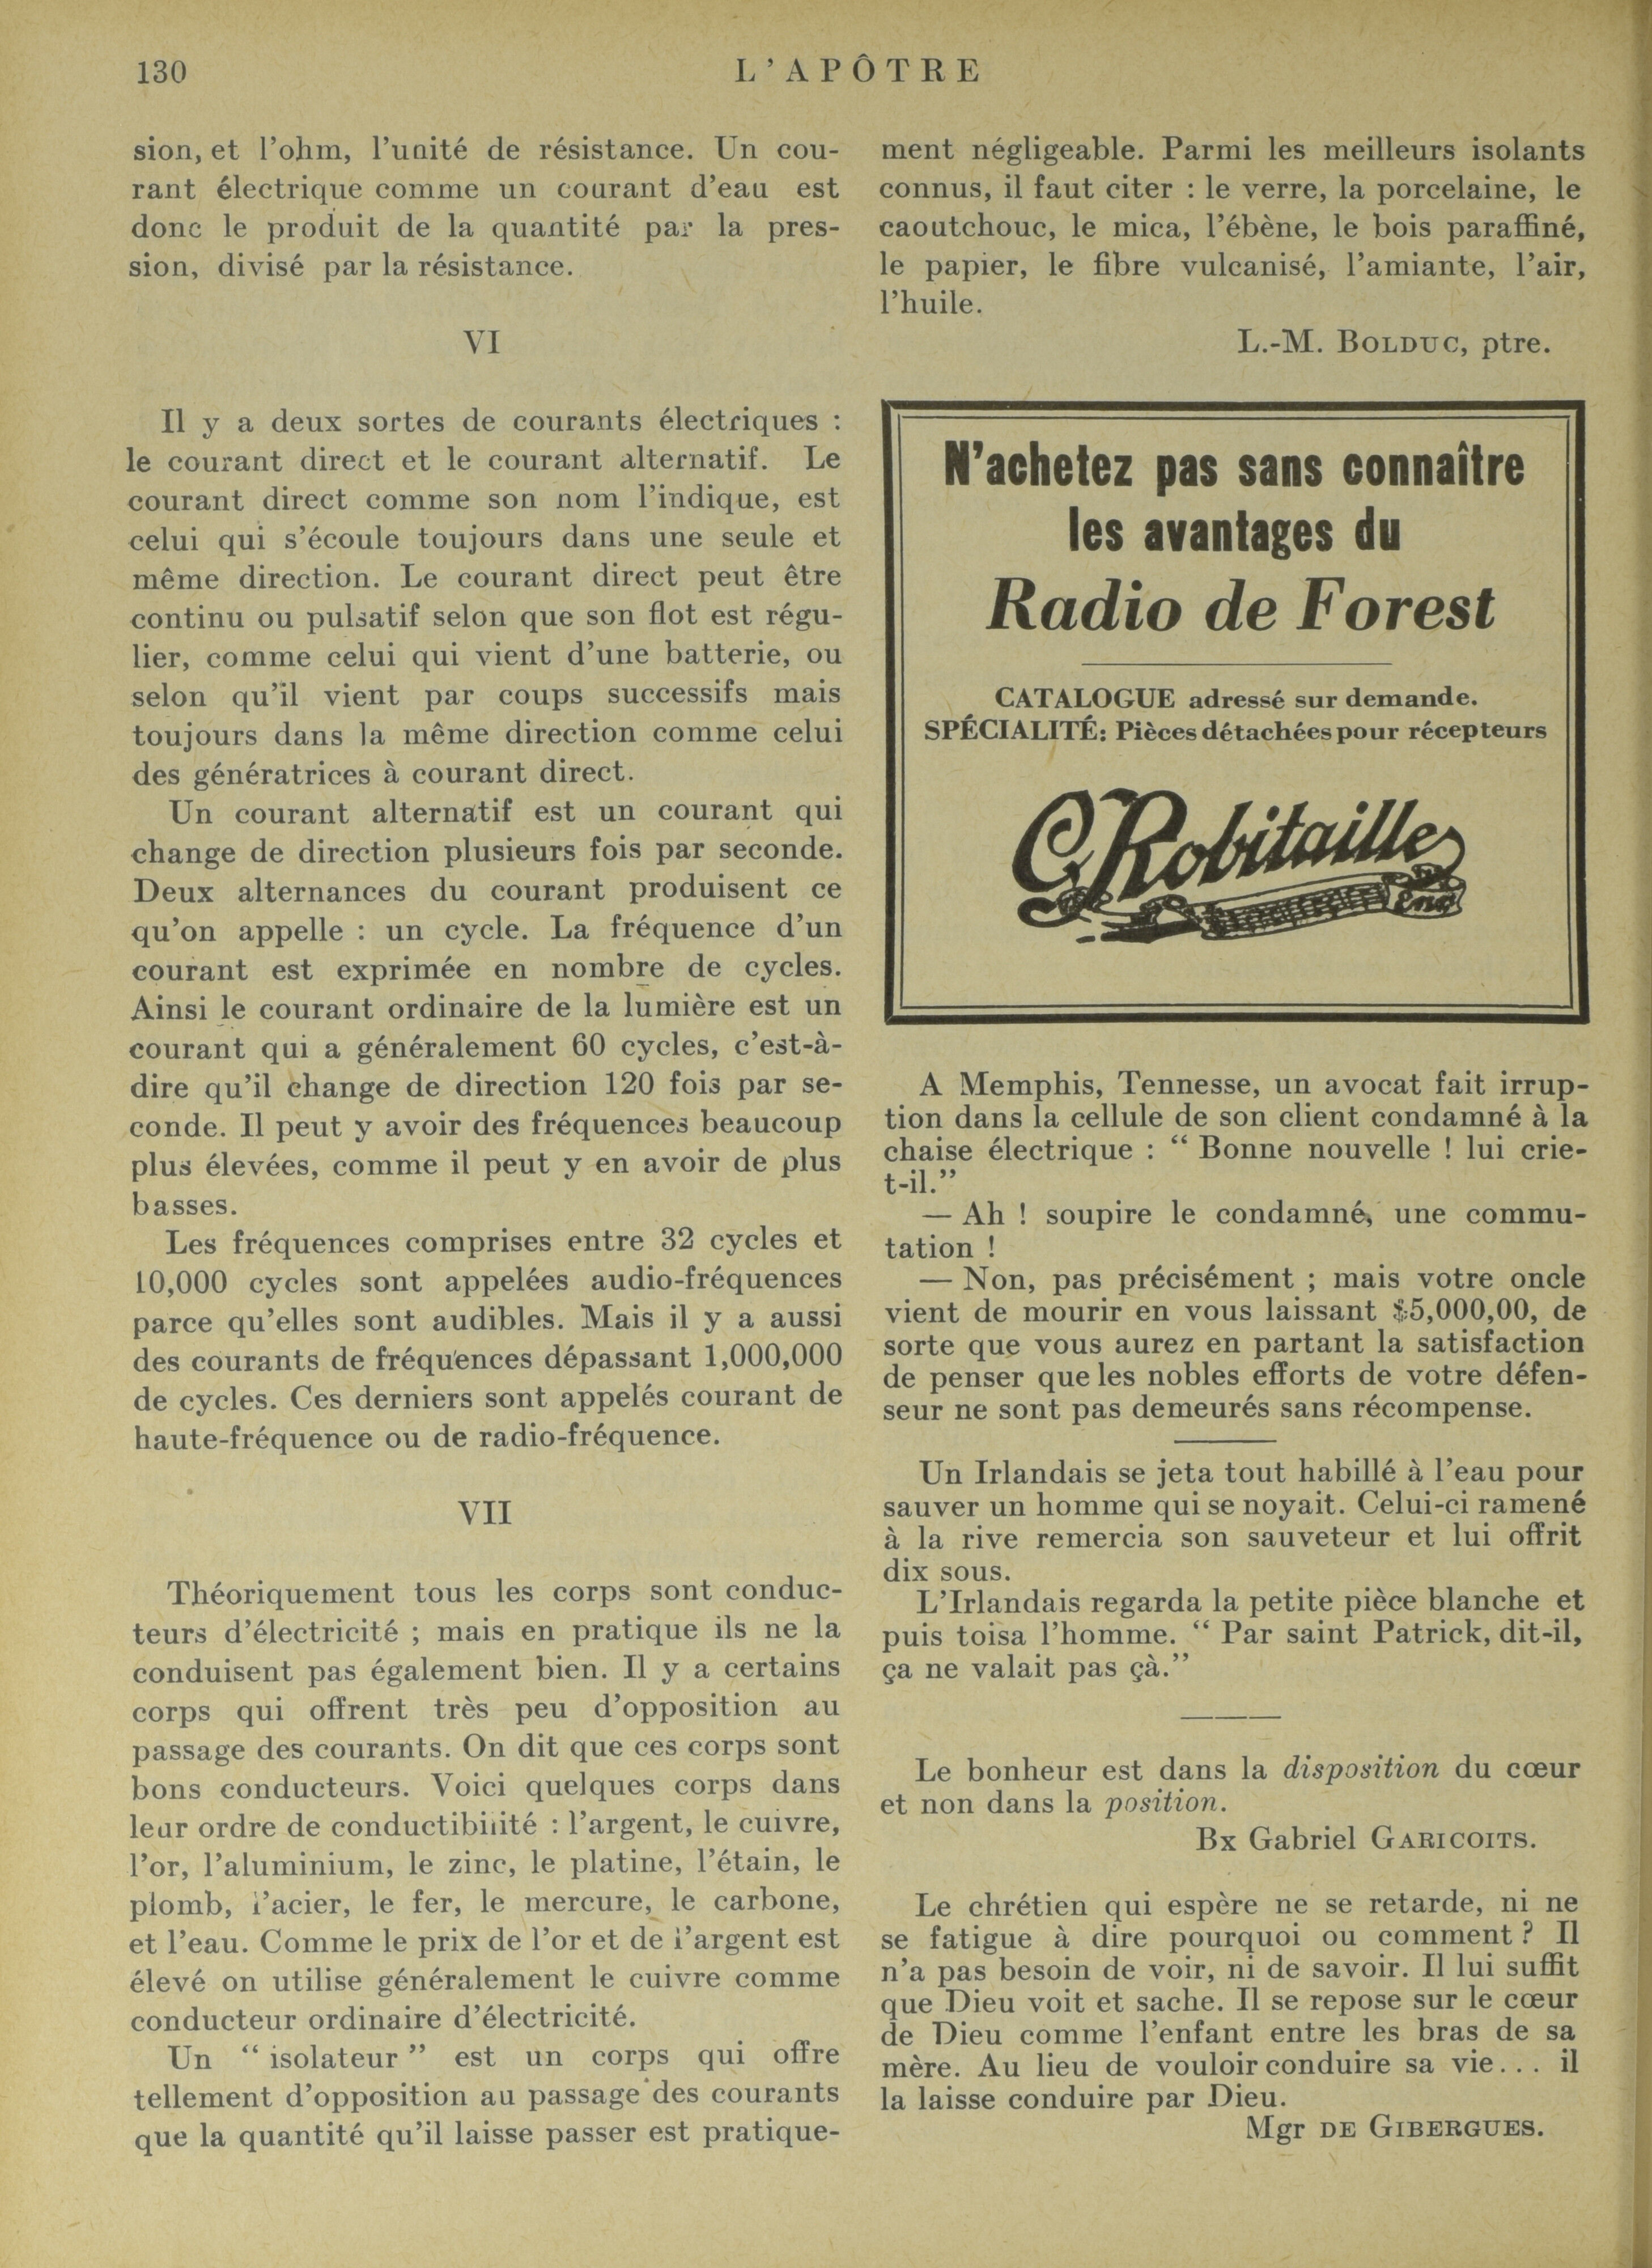 130
L'APÔTRE
sion, et l'ohm, l'unité de résistance. Un cou-
rant électrique comme un courant d'eau est
donc le produit de la quantité par la pres-
sion, divisé par la résistance.
VI
Il y a deux sortes de courants électriques :
le courant direct et le courant alternatif. Le
courant direct comme son nom l'indique, est
celui qui s'écoule toujours dans une seule et
même direction. Le courant direct peut être
continu ou pulsatif selon que son flot est régu-
lier, comme celui qui vient d'une batterie, ou
selon qu'il vient par coups successifs mais
toujours dans la même direction comme celui
des génératrices à courant direct.
Un courant alternatif est un courant qui
change de direction plusieurs fois par seconde.
Deux alternances du courant produisent ce
qu'on appelle : un cycle. La fréquence d'un
courant est exprimée en nombre de cycles.
Ainsi le courant ordinaire de la lumière est un
courant qui a généralement 60 cycles, c'est-à-
dire qu'il change de direction 120 fois par se-
conde. Il peut y avoir des fréquences beaucoup
plus élevées, comme il peut y en avoir de plus
basses.
Les fréquences comprises entre 32 cycles et
10,000 cycles sont appelées audio-fréquences
parce qu'elles sont audibles. Mais il y a aussi
des courants de fréquences dépassant 1,000,000
de cycles. Ces derniers sont appelés courant de
haute-fréquence ou de radio-fréquence.
VII
Théoriquement tous les corps sont conduc-
teurs d'électricité ; mais en pratique ils ne la
conduisent pas également bien. Il y a certains
corps qui offrent très peu d'opposition au
passage des courants. On dit que ces corps sont
bons conducteurs. Voici quelques corps dans
leur ordre de conductibilité : l'argent, le cuivre,
l'or, l'aluminium, le zinc, le platine, l'étain, le
plomb, l'acier, le fer, le mercure, le carbone,
et l'eau. Comme le prix de l'or et de l'argent est
élevé on utilise généralement le cuivre comme
conducteur ordinaire d'électricité.
Un “ isolateur ” est un corps qui offre
tellement d'opposition au passage des courants
que la quantité qu'il laisse passer est pratique-
ment négligeable. Parmi les meilleurs isolants
connus, il faut citer : le verre, la porcelaine, le
caoutchouc, le mica, l'ébène, le bois paraffiné,
le papier, le fibre vulcanisé, l'amiante, l'air,
l'huile.
L.-M. BOLDUC, ptre.
N'achetez pas sans connaître
les avantages du
Radio de Forest
CATALOGUE adressé sur demande.
SPÉCIALITÉ: Pièces détachées pour récepteurs
C. Robitaille
Enr
A Memphis, Tennesse, un avocat fait irrup-
tion dans la cellule de son client condamné à la
chaise électrique : “ Bonne nouvelle ! lui crie-
t-il.”
— Ah ! soupire le condamné, une commu-
tation !
— Non, pas précisément ; mais votre oncle
vient de mourir en vous laissant $5,000,00, de
sorte que vous aurez en partant la satisfaction
de penser que les nobles efforts de votre défen-
seur ne sont pas demeurés sans récompense.
Un Irlandais se jeta tout habillé à l'eau pour
sauver un homme qui se noyait. Celui-ci ramené
à la rive remercia son sauveteur et lui offrit
dix sous.
L'Irlandais regarda la petite pièce blanche et
puis toisa l'homme. “ Par saint Patrick, dit-il,
ça ne valait pas çà.”
Le bonheur est dans la disposition du cœur
et non dans la position.
Bx Gabriel GARICOITS.
Le chrétien qui espère ne se retarde, ni ne
se fatigue à dire pourquoi ou comment ? Il
n'a pas besoin de voir, ni de savoir. Il lui suffit
que Dieu voit et sache. Il se repose sur le cœur
de Dieu comme l'enfant entre les bras de sa
mère. Au lieu de vouloir conduire sa vie... il
la laisse conduire par Dieu.
Mgr DE GIBERGUES.